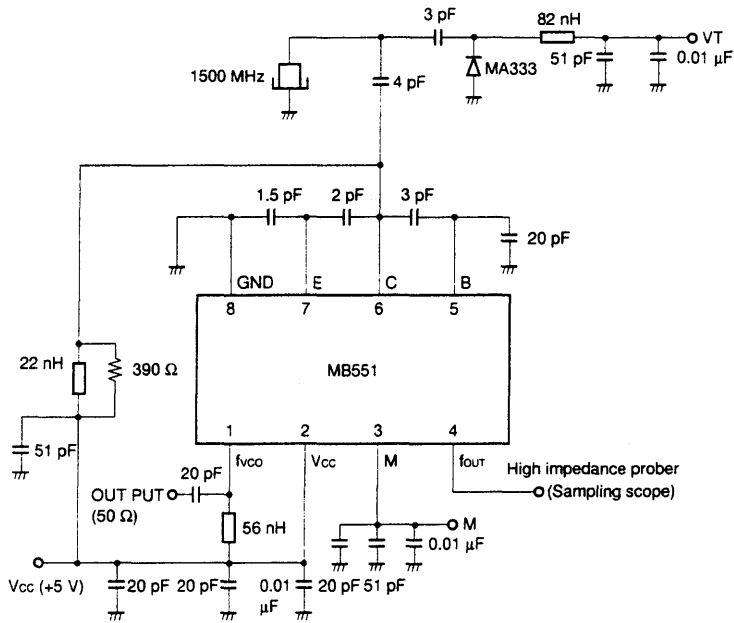 3 pF
82 nH
VT
1500 MHz
4 pF
MA333
51 pF
0.01 µF
1.5 pF
2 pF
3 pF
20 pF
GND
E
C
B
8
7
6
5
22 nH
390 Ω
MB551
1
2
3
4
51 pF
fVCO
VCC
M
fOUT
20 pF
High impedance prober
(Sampling scope)
OUT PUT
(50 Ω)
56 nH
M
0.01 µF
VCC (+5 V)
20 pF
20 pF
0.01
µF
20 pF
51 pF